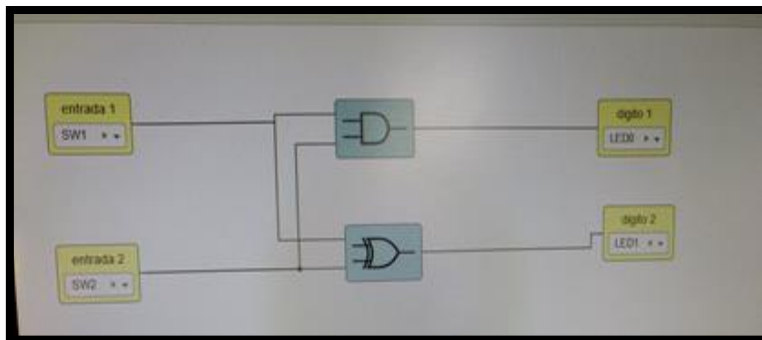 entrada 1
SW1
digito 1
LED0
digito 2
LED1
entrada 2
SW2